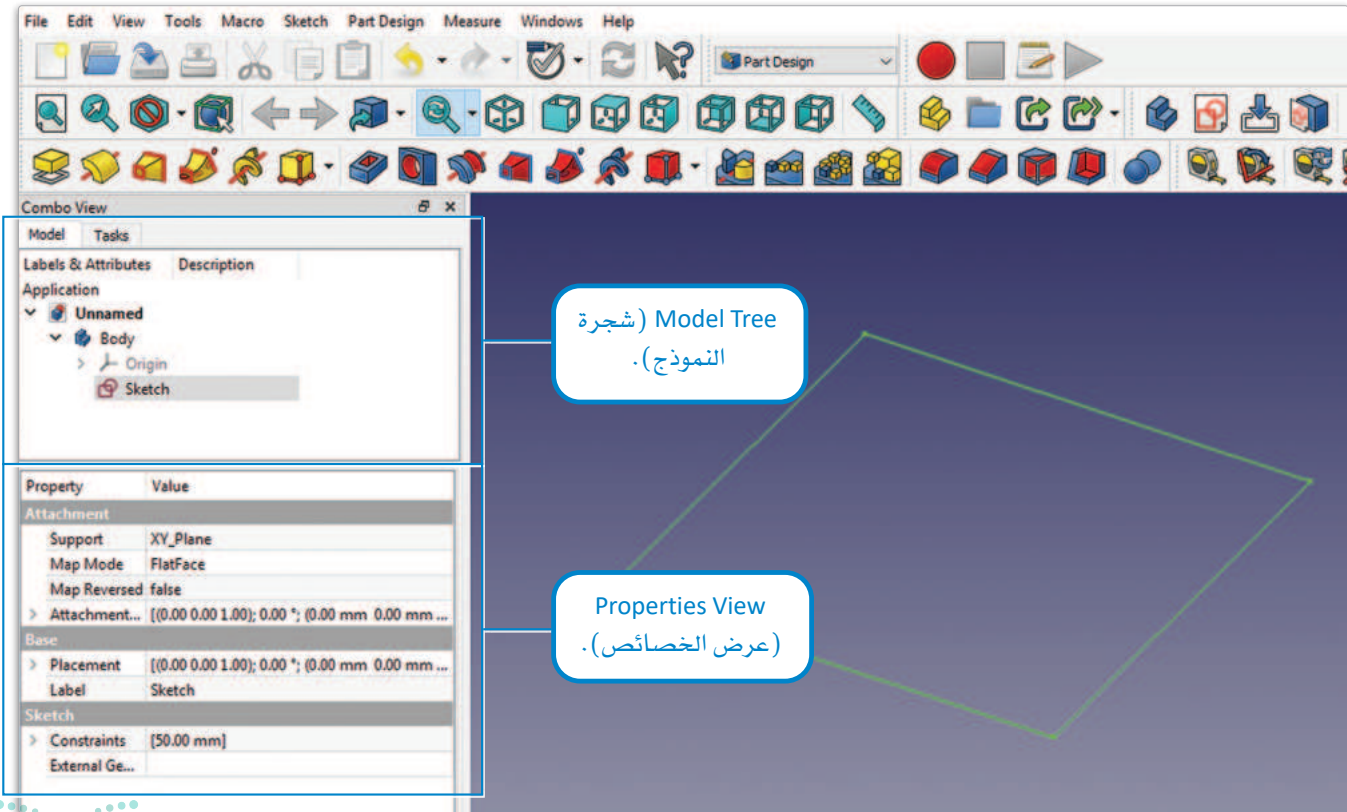 File Edit View Tools Macro Sketch Part Design Measure Windows Help
Part Design
Combo View
Model Tasks
Labels & Attributes Description
Application
Unnamed
Body
Origin
Sketch
Model Tree (شجرة
النموذج).
Property Value
Attachment
Support XY_Plane
Map Mode FlatFace
Map Reversed false
Attachment... [(0.00 0.00 1.00); 0.00 °; (0.00 mm 0.00 mm ...
Base
Placement [(0.00 0.00 1.00); 0.00 °; (0.00 mm 0.00 mm ...
Label Sketch
Sketch
Constraints [50.00 mm]
External Ge...
Properties View
(عرض الخصائص).